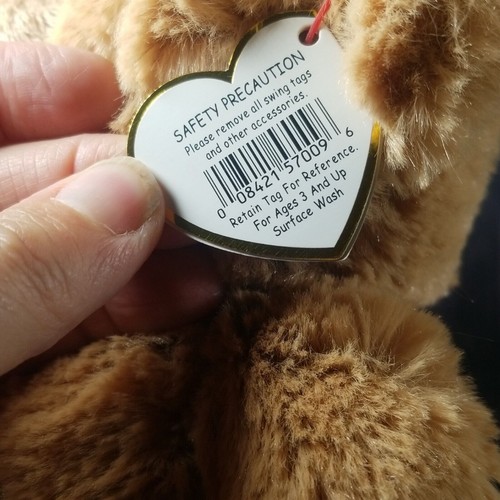 SAFETY PRECAUTION
Please remove all swing tags
and other accessories.
0 08421 57009 6
Retain Tag For Reference.
For Ages 3 And Up
Surface Wash